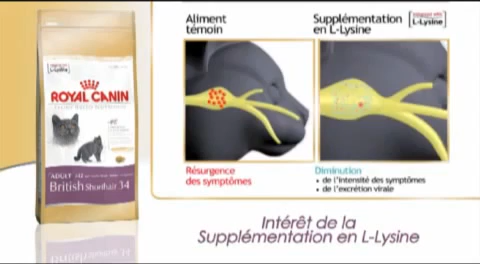 Aliment
témoin
Supplémentation
en L-Lysine
L-Lysine
Résurgence
des symptômes
Diminution
• de l'intensité des symptômes
• de l'excrétion virale
ROYAL CANIN
ADULT
British Shorthair 34
Intérêt de la
Supplémentation en L-Lysine